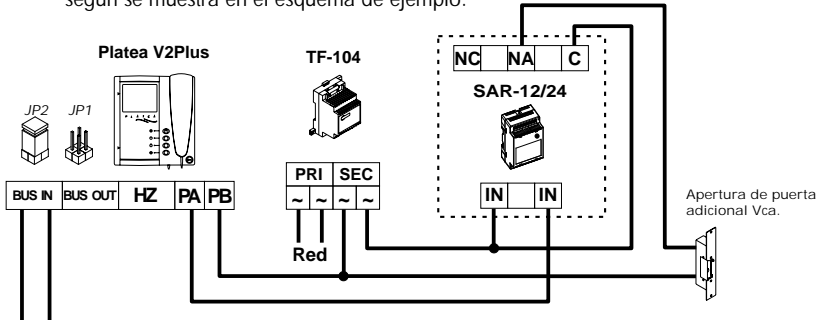 según se muestra en el esquema de ejemplo.
Platea V2Plus
TF-104
NC NA C
SAR-12/24
JP2 JP1
PRI SEC
~ ~ ~ ~
BUS IN BUS OUT HZ PA PB
IN IN
Red
Apertura de puerta
adicional Vca.